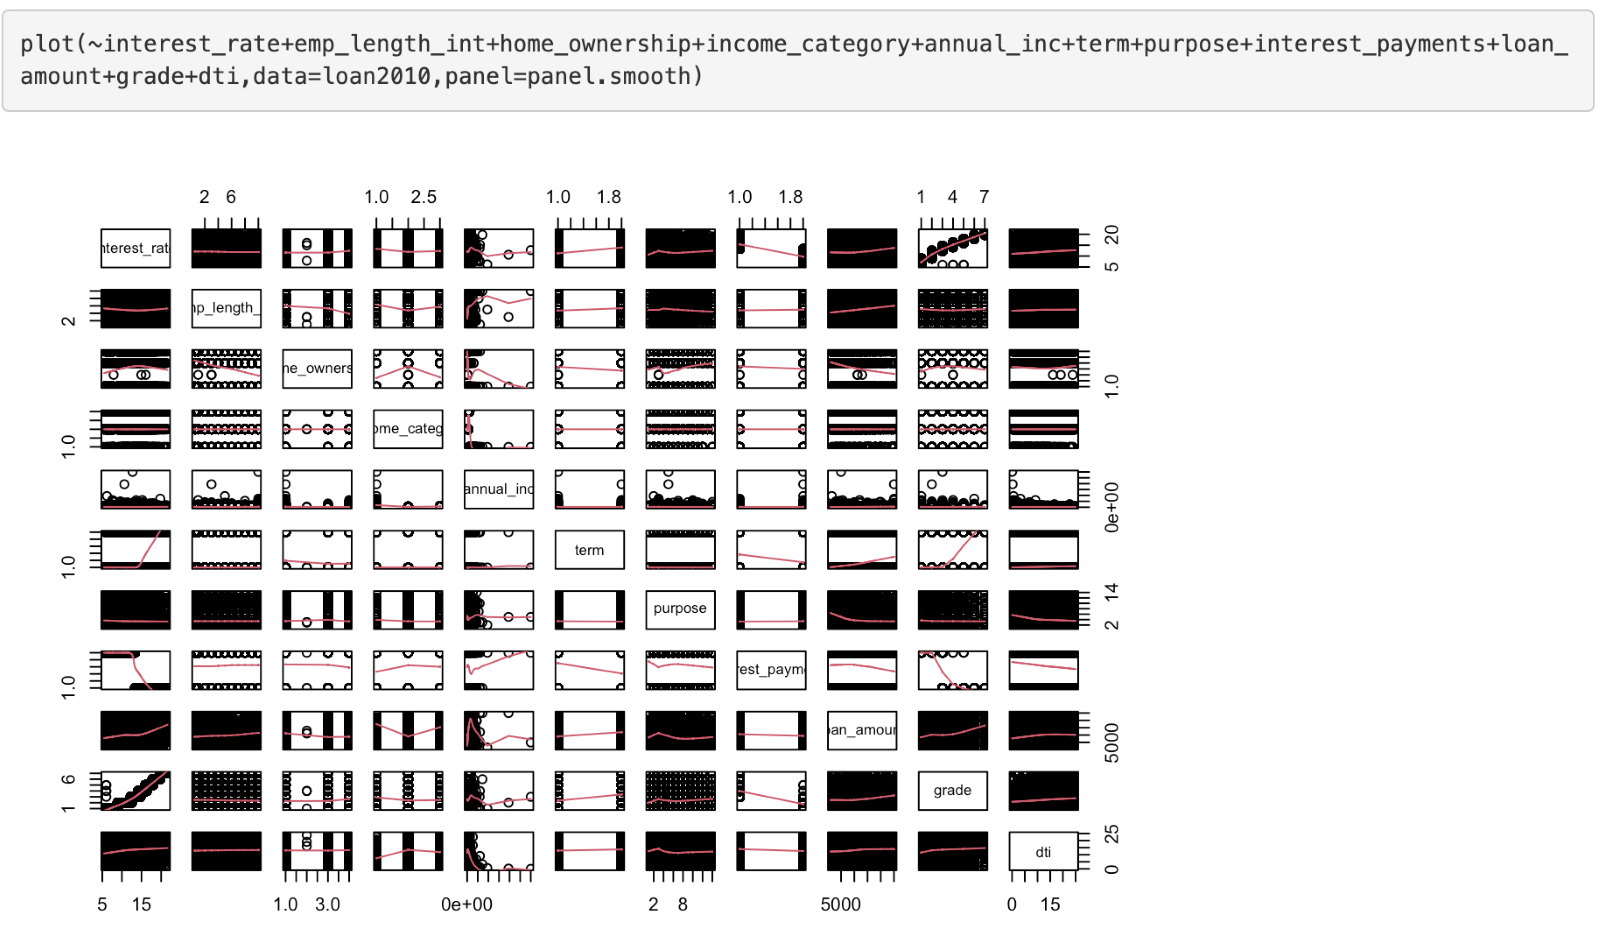 plot(~interest_rate+emp_length_int+home_ownership+income_category+annual_inc+term+purpose+interest_payments+loan_
amount+grade+dti,data=loan2010,panel=panel.smooth)
2 6 1.0 2.5 1.0 1.8 1.0 1.8 1 4 7
nterest_rat
5 20
mp_length_
2
ne_owners
1.0
ome_categ
1.0
annual_inc
0e+00
term
1.0
purpose
2 14
rest_payme
1.0
an_amour
5000
grade
1 6
dti
0 25
5 15 1.0 3.0 0e+00 2 8 5000 0 15